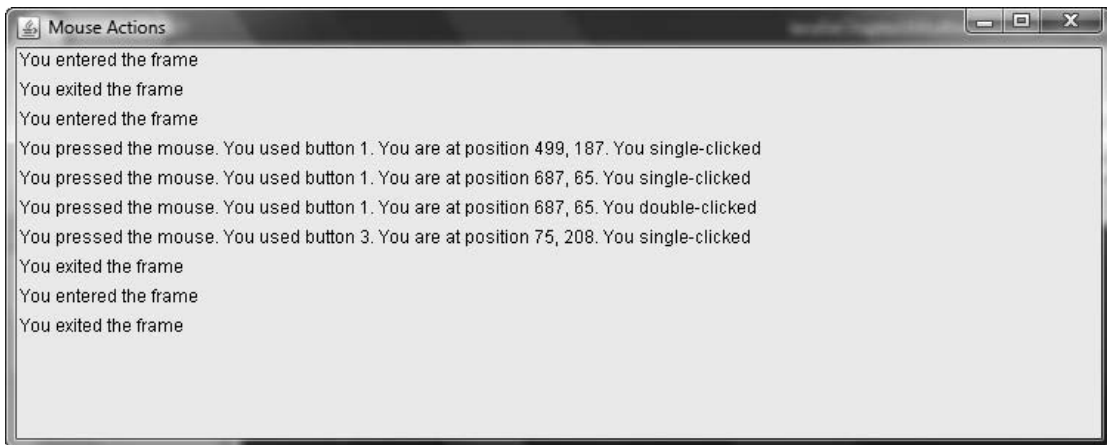 Mouse Actions
You entered the frame
You exited the frame
You entered the frame
You pressed the mouse. You used button 1. You are at position 499, 187. You single-clicked
You pressed the mouse. You used button 1. You are at position 687, 65. You single-clicked
You pressed the mouse. You used button 1. You are at position 687, 65. You double-clicked
You pressed the mouse. You used button 3. You are at position 75, 208. You single-clicked
You exited the frame
You entered the frame
You exited the frame